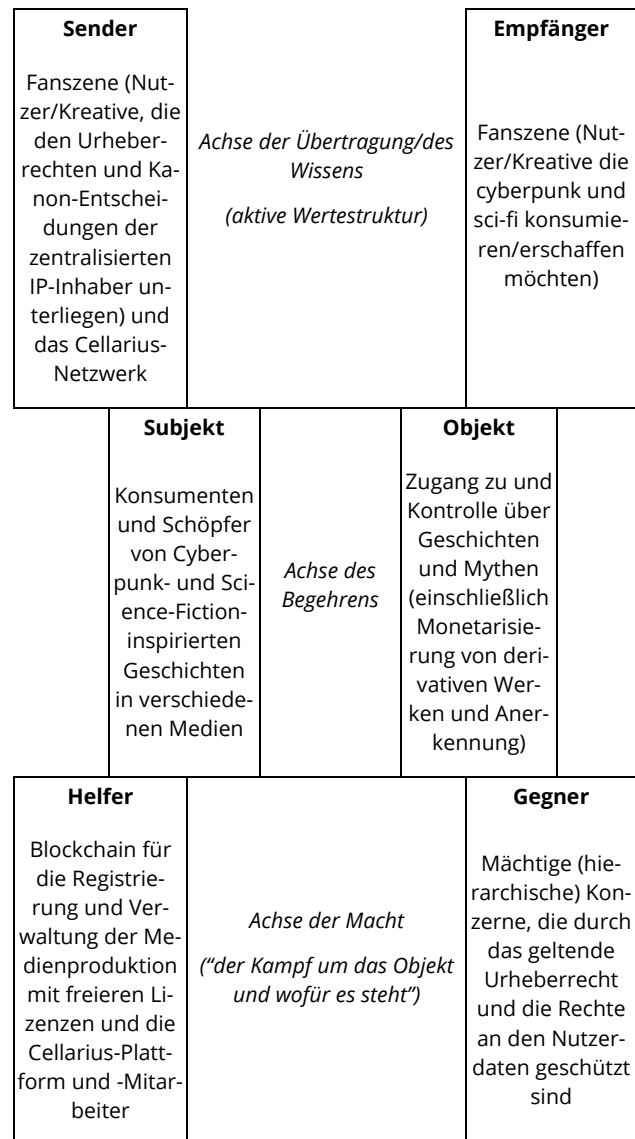 Sender
Fanszene (Nut-
zer/Kreative, die
den Urheber-
rechten und Ka-
non-Entschei-
dungen der
zentralisierten
IP-Inhaber un-
terliegen) und
das Cellarius-
Netzwerk
Achse der Übertragung/des
Wissens
(aktive Wertestruktur)
Empfänger
Fanszene (Nut-
zer/Kreative die
cyberpunk und
sci-fi konsumie-
ren/erschaffen
möchten)
Subjekt
Konsumenten
und Schöpfer
von Cyber-
punk- und Sci-
ence-Fiction-
inspirierten
Geschichten
in verschiede-
nen Medien
Achse des
Begehrens
Objekt
Zugang zu und
Kontrolle über
Geschichten
und Mythen
(einschließlich
Monetarisie-
rung von deri-
vativen Wer-
ken und Aner-
kennung)
Helfer
Blockchain für
die Registrie-
rung und Ver-
waltung der Me-
dienproduktion
mit freieren Li-
zenzen und die
Cellarius-Platt-
form und -Mitar-
beiter
Achse der Macht
(“der Kampf um das Objekt
und wofür es steht”)
Gegner
Mächtige (hie-
rarchische) Kon-
zerne, die durch
das geltende
Urheberrecht
und die Rechte
an den Nutzer-
daten geschützt
sind